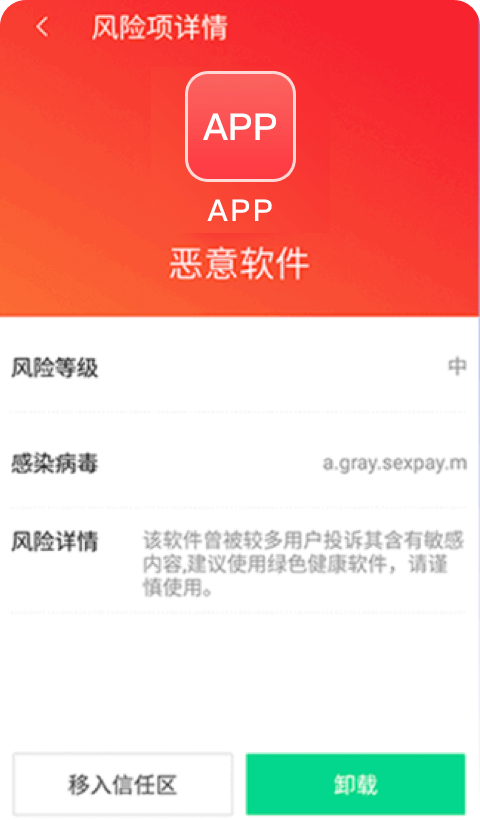 风险项详情
APP
APP
恶意软件
风险等级 中
感染病毒 a.gray.sexpay.m
风险详情 该软件曾被较多用户投诉其含有敏感
内容,建议使用绿色健康软件，请谨
慎使用。
移入信任区 卸载